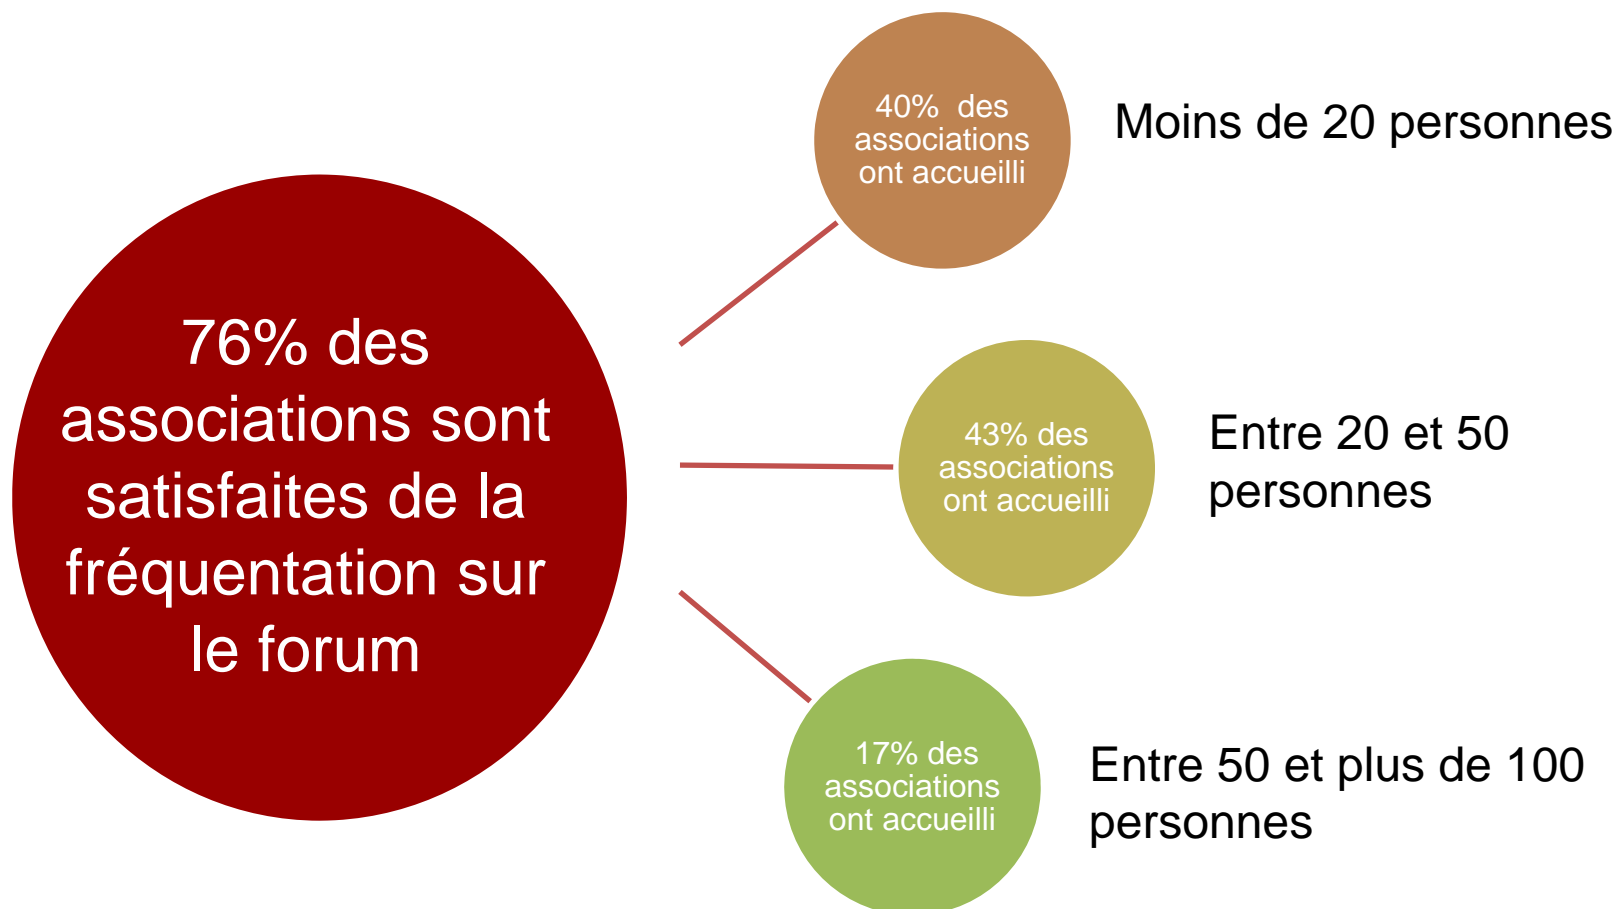 76% des
associations sont
satisfaites de la
fréquentation sur
le forum
40% des
associations
ont accueilli
Moins de 20 personnes
43% des
associations
ont accueilli
Entre 20 et 50
personnes
17% des
associations
ont accueilli
Entre 50 et plus de 100
personnes